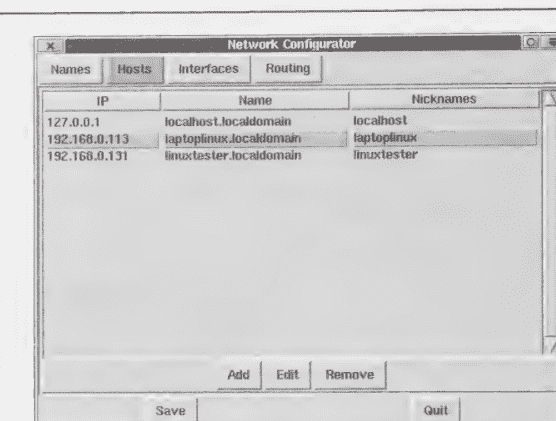 Network Configurator
Names Hosts Interfaces Routing
IP Name Nicknames
127.0.0.1 localhost.localdomain localhost
192.168.0.113 laptoplinux.localdomain laptoplinux
192.168.0.131 linuxtester.localdomain linuxtester
Add Edit Remove
Save Quit